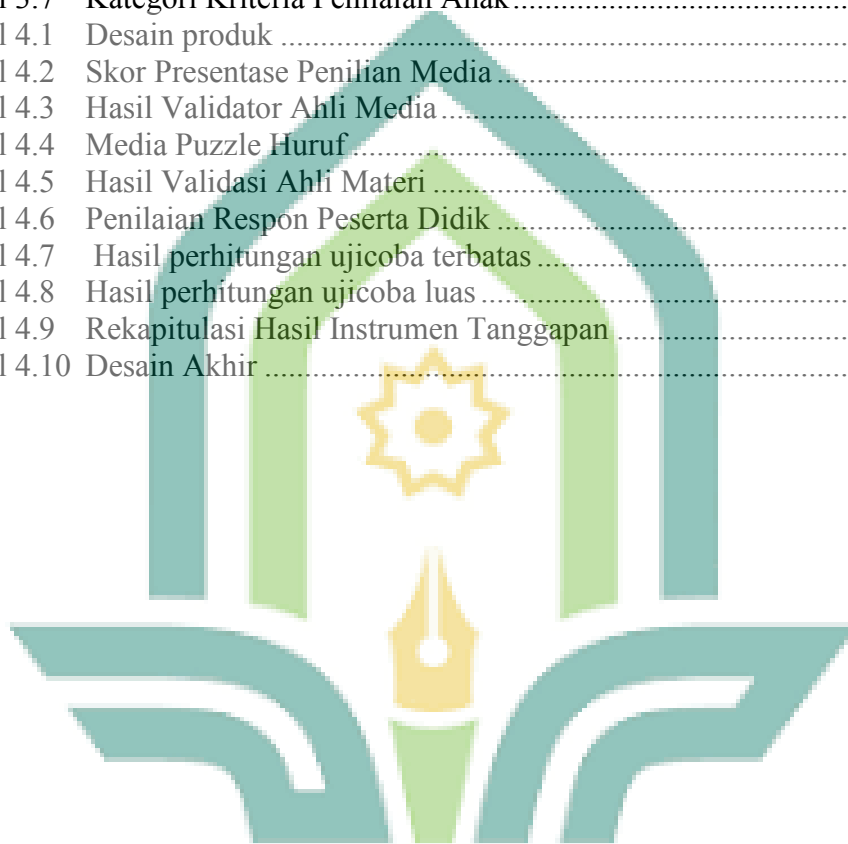 l 3.7 Kategori Kriteria Penilaian Anak
l 4.1 Desain produk
l 4.2 Skor Presentase Penilian Media
l 4.3 Hasil Validator Ahli Media
l 4.4 Media Puzzle Huruf
l 4.5 Hasil Validasi Ahli Materi
l 4.6 Penilaian Respon Peserta Didik
l 4.7 Hasil perhitungan ujicoba terbatas
l 4.8 Hasil perhitungan ujicoba luas
l 4.9 Rekapitulasi Hasil Instrumen Tanggapan
l 4.10 Desain Akhir